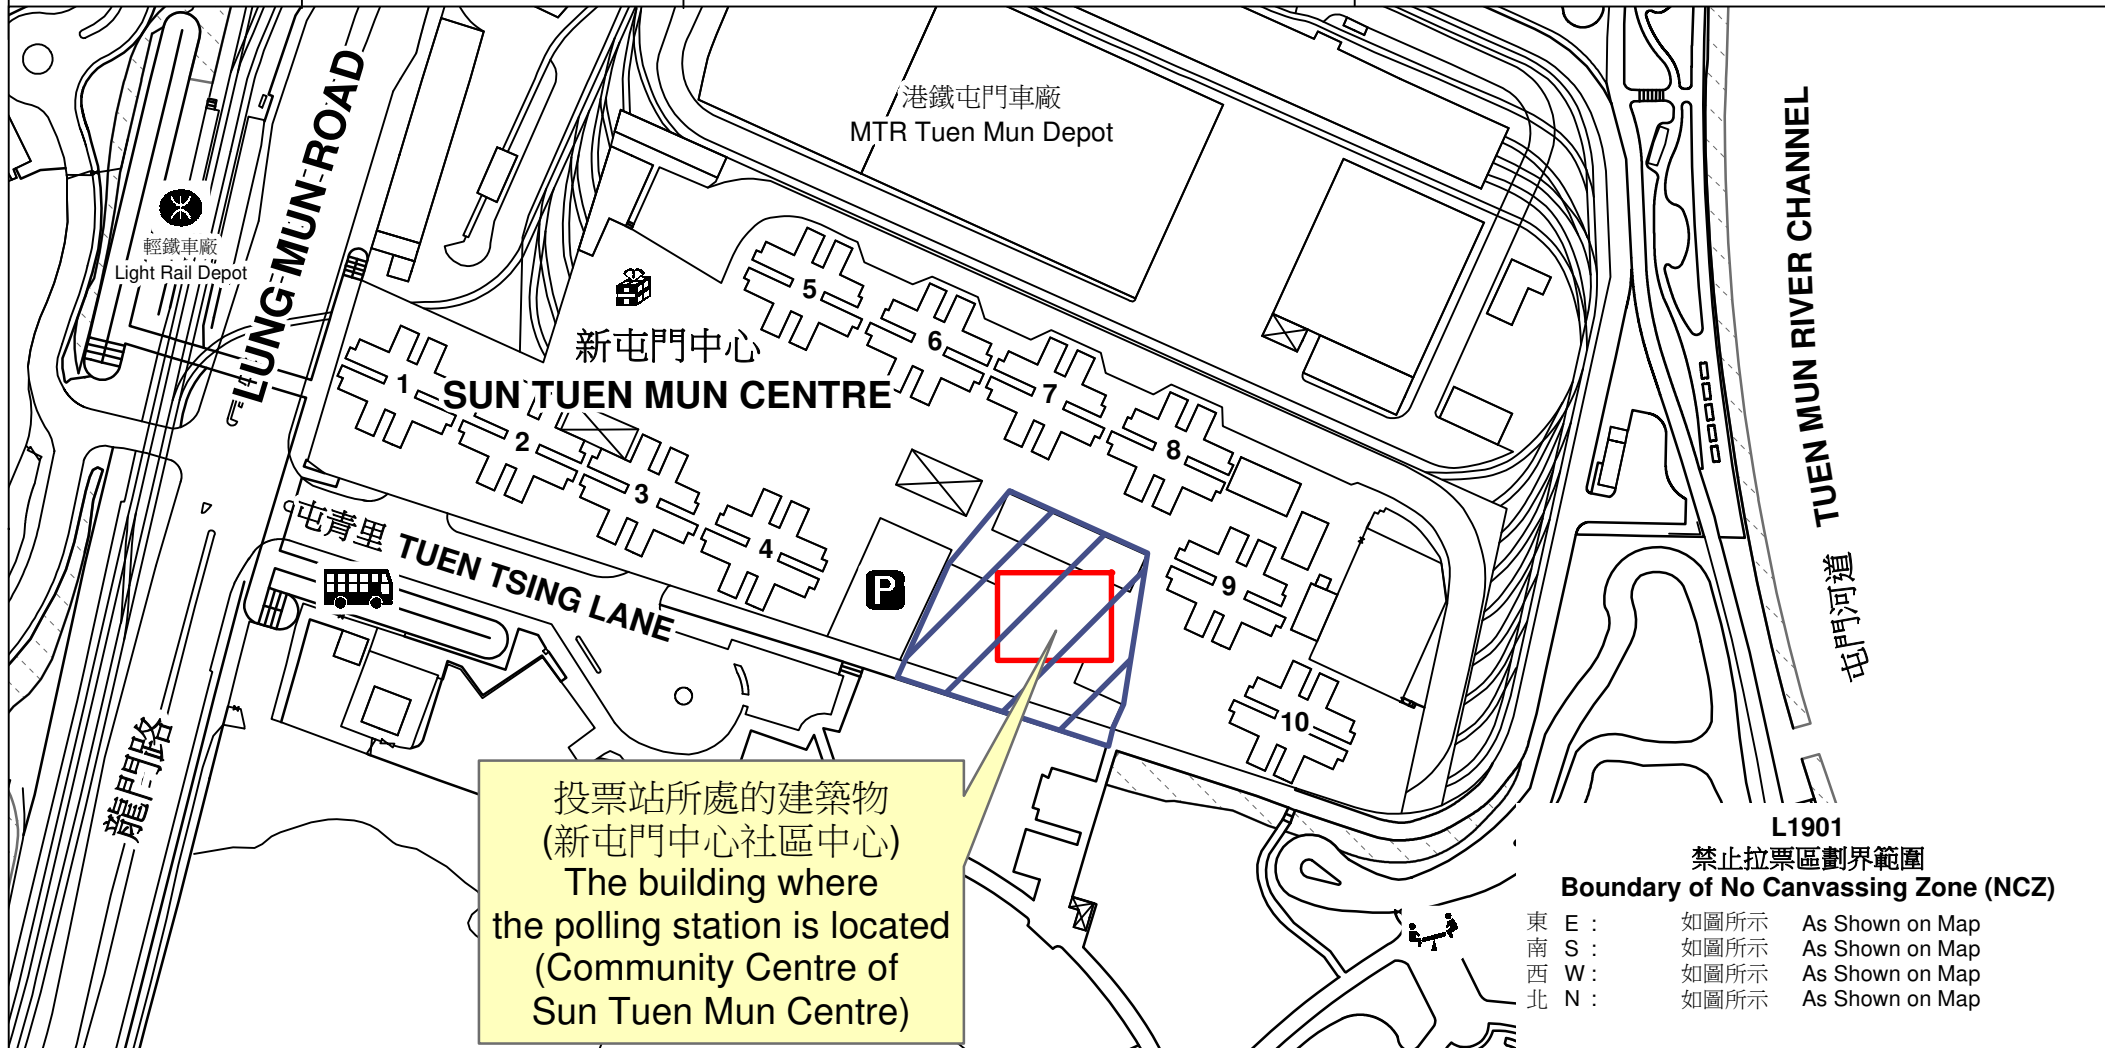 港鐵屯門車廠
MTR Tuen Mun Depot
輕鐵車廠
Light Rail Depot
LUNG MUN ROAD
龍門路
新屯門中心
SUN TUEN MUN CENTRE
1
2
3
4
5
6
7
8
9
10
P
屯青里 TUEN TSING LANE
TUEN MUN RIVER CHANNEL
屯門河道
投票站所處的建築物
(新屯門中心社區中心)
The building where
the polling station is located
(Community Centre of
Sun Tuen Mun Centre)
L1901
禁止拉票區劃界範圍
Boundary of No Canvassing Zone (NCZ)
東 E : 如圖所示 As Shown on Map
南 S : 如圖所示 As Shown on Map
西 W : 如圖所示 As Shown on Map
北 N : 如圖所示 As Shown on Map